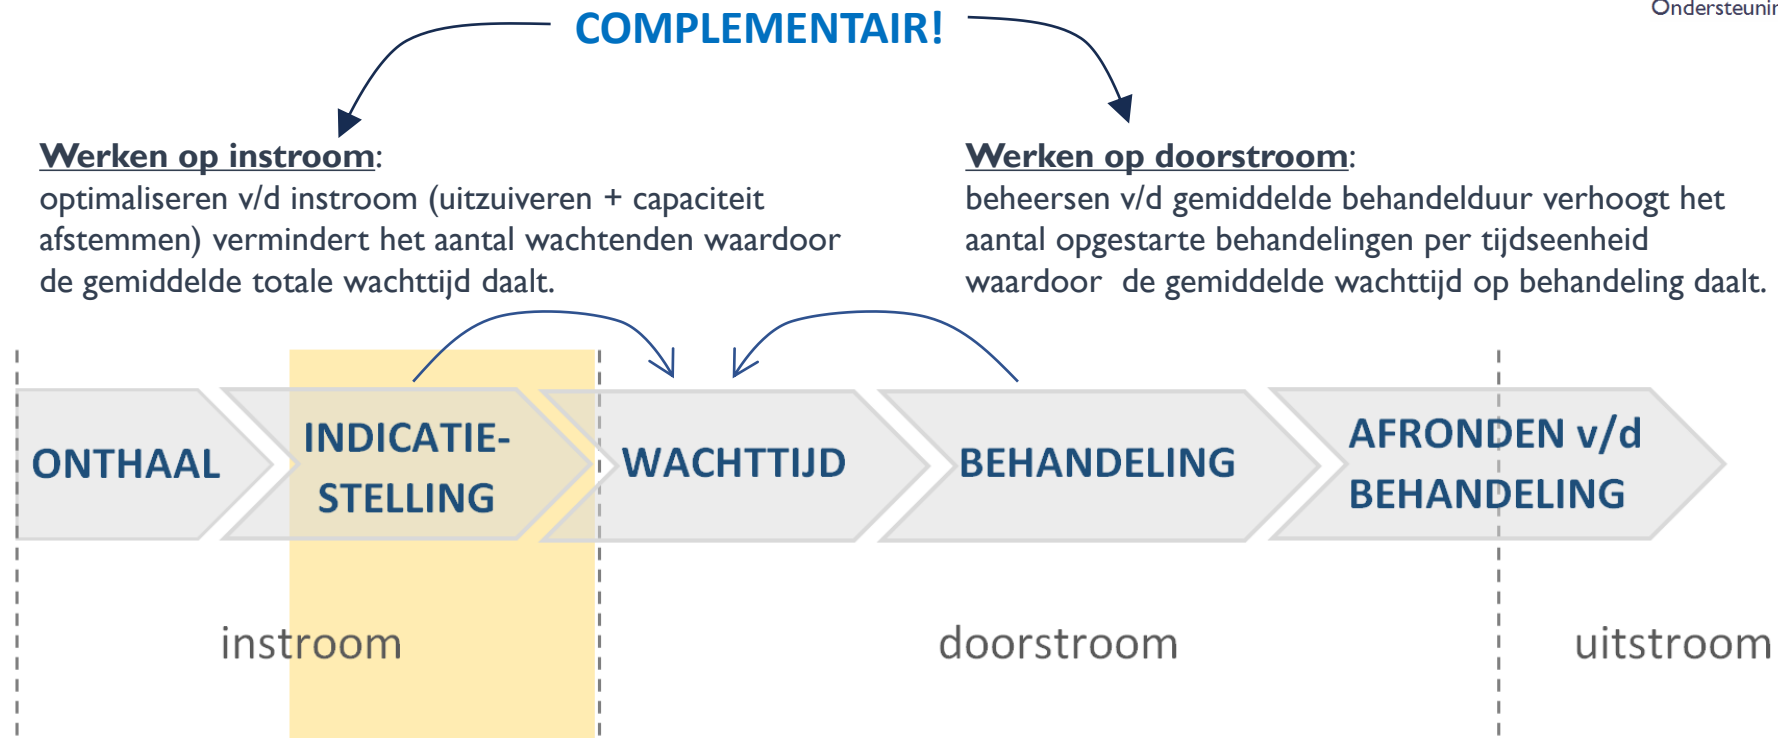 Ondersteunin
COMPLEMENTAIR!
Werken op instroom:
optimaliseren v/d instroom (uitzuiveren + capaciteit
afstemmen) vermindert het aantal wachtenden waardoor
de gemiddelde totale wachttijd daalt.
Werken op doorstroom:
beheersen v/d gemiddelde behandelduur verhoogt het
aantal opgestarte behandelingen per tijdseenheid
waardoor  de gemiddelde wachttijd op behandeling daalt.
ONTHAAL
INDICATIE-
STELLING
WACHTTIJD
BEHANDELING
AFRONDEN v/d
BEHANDELING
instroom
doorstroom
uitstroom